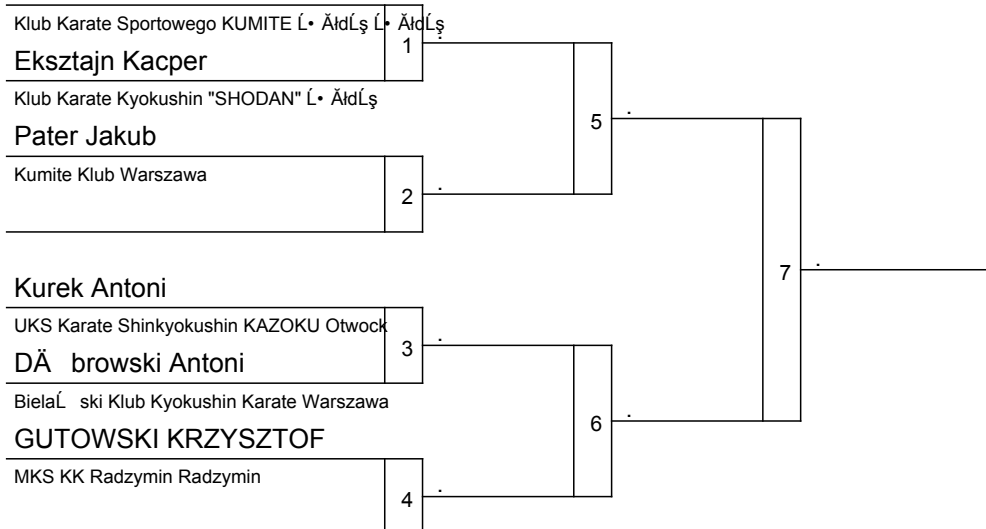 Klub Karate Sportowego KUMITE Ĺ• ĂłdĹş Ĺ• ĂłdĹş
1
Eksztajn Kacper
Klub Karate Kyokushin "SHODAN" Ĺ• ĂłdĹş
5
Pater Jakub
Kumite Klub Warszawa
2
7
Kurek Antoni
UKS Karate Shinkyokushin KAZOKU Otwock
3
DÄ browski Antoni
BielaĹ ski Klub Kyokushin Karate Warszawa
6
GUTOWSKI KRZYSZTOF
MKS KK Radzymin Radzymin
4